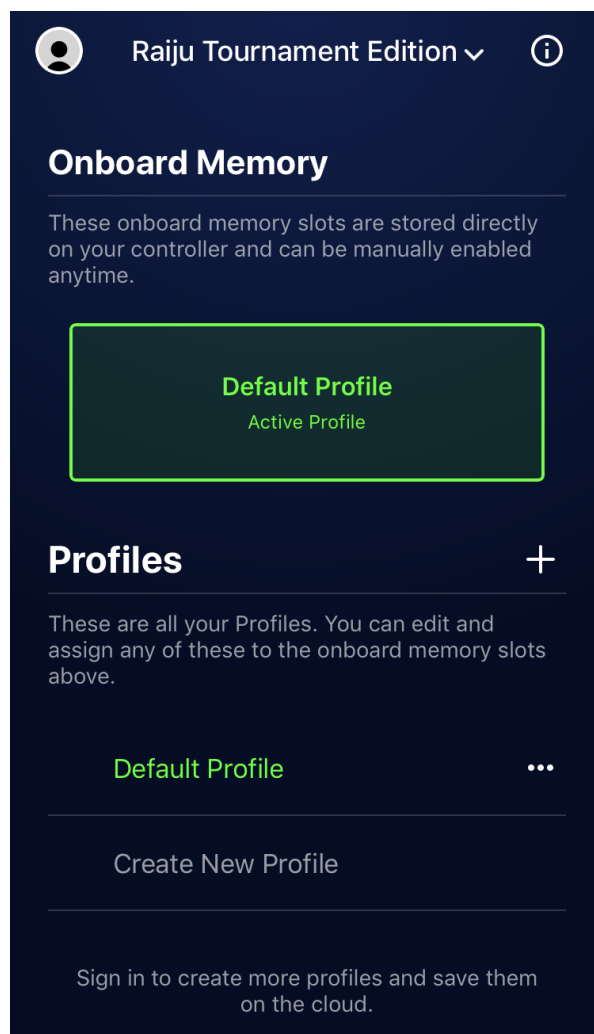 Raiju Tournament Edition
Onboard Memory
These onboard memory slots are stored directly
on your controller and can be manually enabled
anytime.
Default Profile
Active Profile
Profiles
These are all your Profiles. You can edit and
assign any of these to the onboard memory slots
above.
Default Profile
Create New Profile
Sign in to create more profiles and save them
on the cloud.